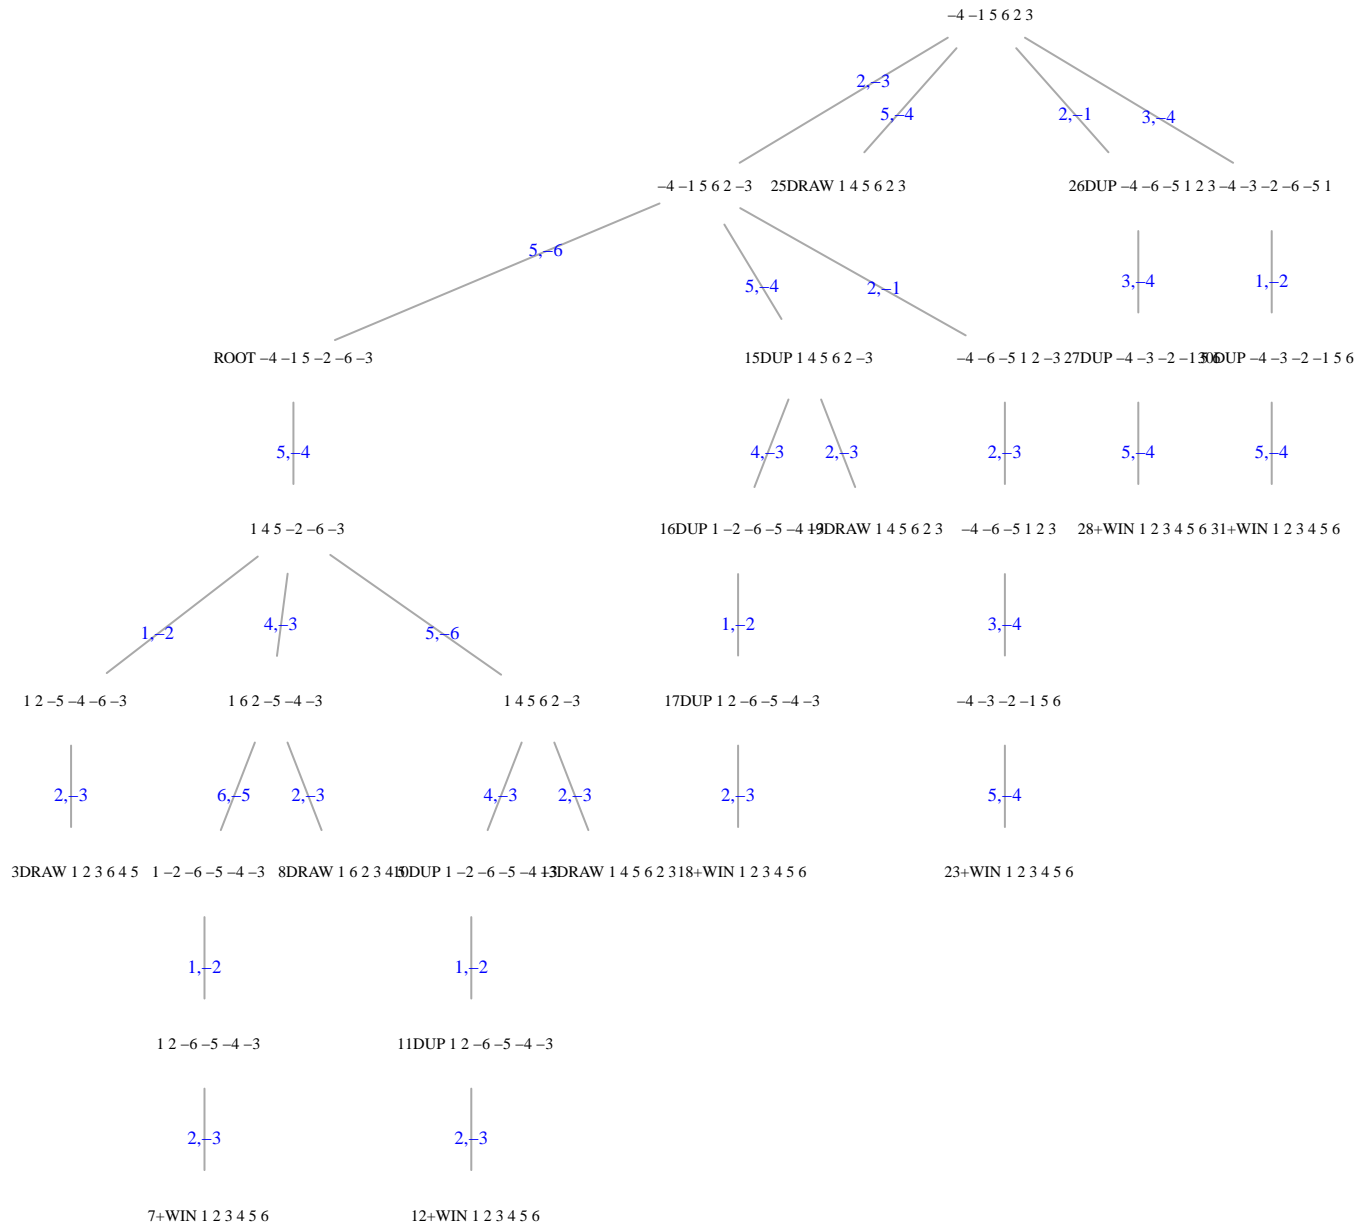 −4 −1 5 6 2 3
2,−3
5,−4
2,−1
3,−4
−4 −1 5 6 2 −3
25DRAW 1 4 5 6 2 3
26DUP −4 −6 −5 1 2 3
−4 −3 −2 −6 −5 1
5,−6
5,−4
2,−1
3,−4
1,−2
ROOT −4 −1 5 −2 −6 −3
15DUP 1 4 5 6 2 −3
−4 −6 −5 1 2 −3
27DUP −4 −3 −2 −1 5 6
30DUP −4 −3 −2 −1 5 6
5,−4
4,−3
2,−3
2,−3
5,−4
5,−4
1 4 5 −2 −6 −3
16DUP 1 −2 −6 −5 −4 −3
19DRAW 1 4 5 6 2 3
−4 −6 −5 1 2 3
28+WIN 1 2 3 4 5 6
31+WIN 1 2 3 4 5 6
1,−2
4,−3
5,−6
1,−2
3,−4
1 2 −5 −4 −6 −3
1 6 2 −5 −4 −3
1 4 5 6 2 −3
17DUP 1 2 −6 −5 −4 −3
−4 −3 −2 −1 5 6
2,−3
6,−5
2,−3
4,−3
2,−3
2,−3
5,−4
3DRAW 1 2 3 6 4 5
1 −2 −6 −5 −4 −3
8DRAW 1 6 2 3 4 5
10DUP 1 −2 −6 −5 −4 −3
13DRAW 1 4 5 6 2 3
18+WIN 1 2 3 4 5 6
23+WIN 1 2 3 4 5 6
1,−2
1,−2
1 2 −6 −5 −4 −3
11DUP 1 2 −6 −5 −4 −3
2,−3
2,−3
7+WIN 1 2 3 4 5 6
12+WIN 1 2 3 4 5 6